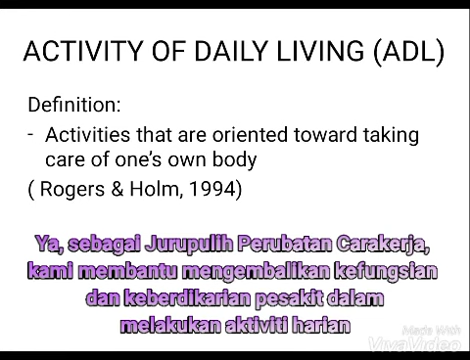 ACTIVITY OF DAILY LIVING (ADL)
Definition:
- Activities that are oriented toward taking
care of one's own body
( Rogers & Holm, 1994)
Ya, sebagai Jurupulih Perubatan Carakerja,
kami membantu mengembalikan kefungsian
dan keberdikarian pesakit dalam
melakukan aktiviti harian
Made With
VivaVideo